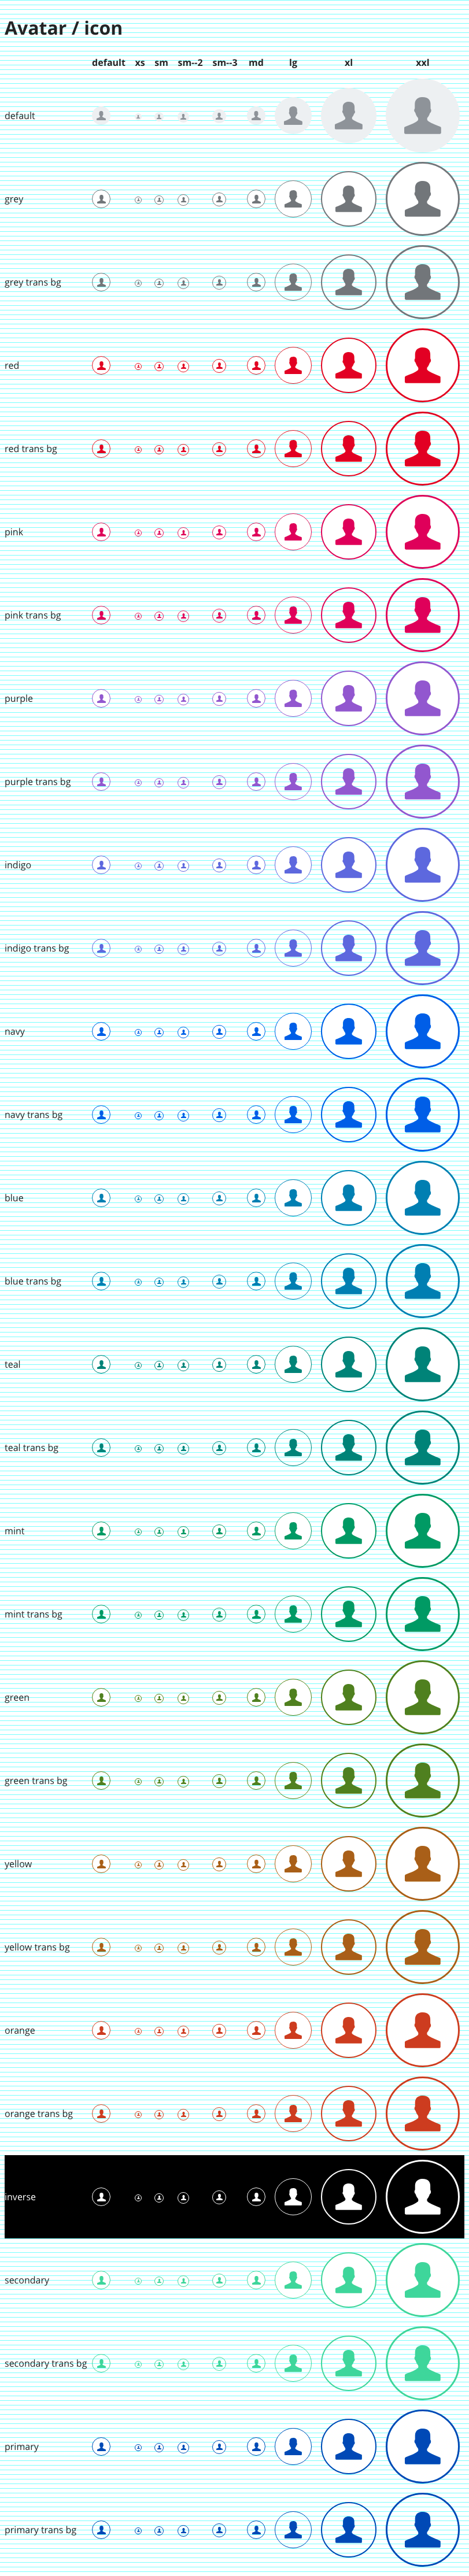 Avatar / icon
default xs sm sm--2 sm--3 md lg xl xxl
default
grey
grey trans bg
red
red trans bg
pink
pink trans bg
purple
purple trans bg
indigo
indigo trans bg
navy
navy trans bg
blue
blue trans bg
teal
teal trans bg
mint
mint trans bg
green
green trans bg
yellow
yellow trans bg
orange
orange trans bg
inverse
secondary
secondary trans bg
primary
primary trans bg